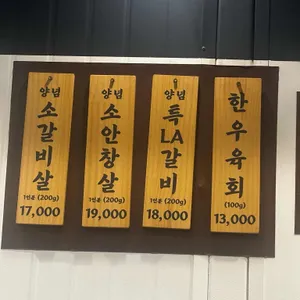 양념
소갈비살
1인분 (200g)
17,000
양념
소안창살
1인분 (200g)
19,000
양념
특LA갈비
1인분 (200g)
18,000
한우육회
(100g)
13,000